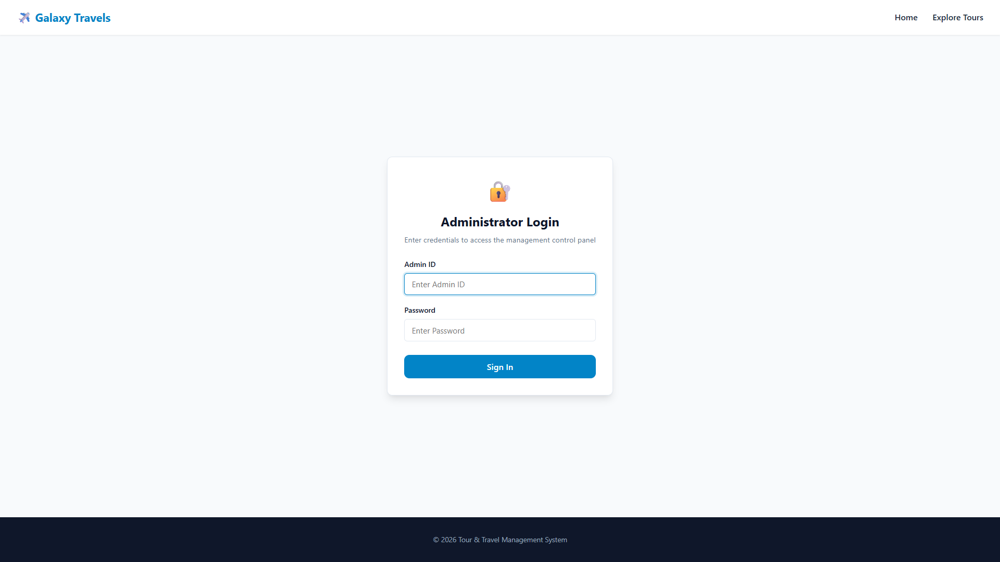 Galaxy Travels
Home
Explore Tours
Administrator Login
Enter credentials to access the management control panel
Admin ID
Enter Admin ID
Password
Enter Password
Sign In
© 2026 Tour & Travel Management System